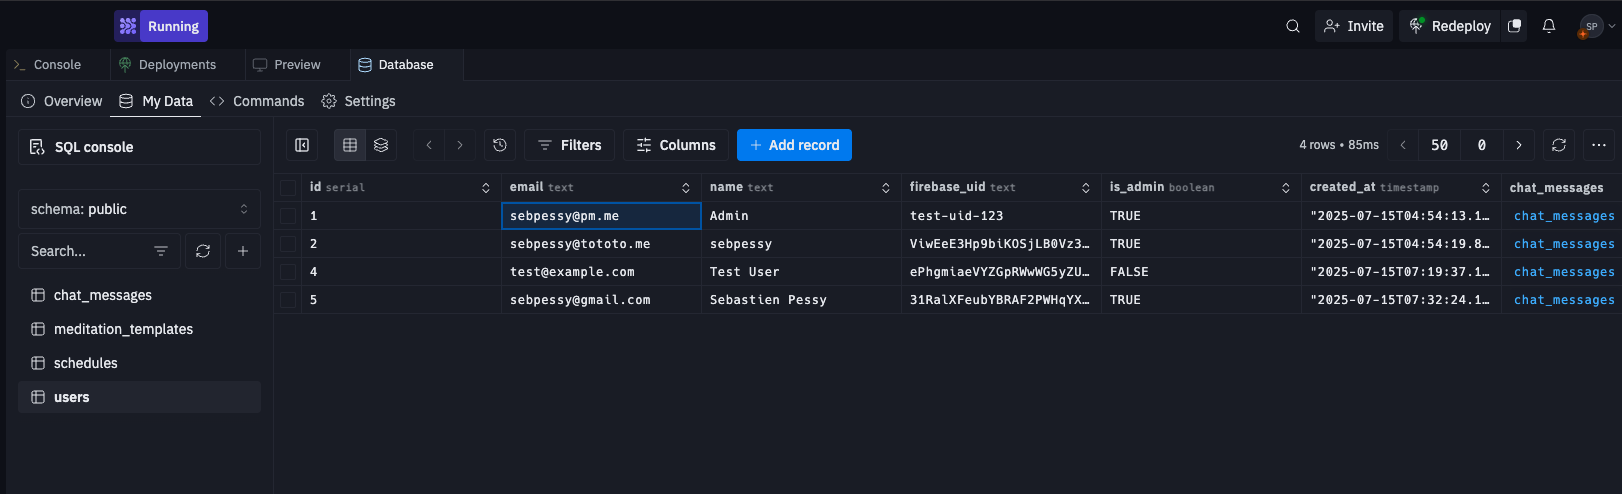 Running
Invite
Redeploy
SP
Console
Deployments
Preview
Database
Overview
My Data
Commands
Settings
SQL console
Filters
Columns
Add record
4 rows • 85ms
50
0
schema: public
Search...
chat_messages
meditation_templates
schedules
users
id serial email text name text firebase_uid text is_admin boolean created_at timestamp chat_messages
1 sebpessy@pm.me Admin test-uid-123 TRUE "2025-07-15T04:54:13.1… chat_messages
2 sebpessy@tototo.me sebpessy ViwEeE3Hp9biKOSjLB0Vz3… TRUE "2025-07-15T04:54:19.8… chat_messages
4 test@example.com Test User ePhgmiaeVYZGpRWwWG5yZU… FALSE "2025-07-15T07:19:37.1… chat_messages
5 sebpessy@gmail.com Sebastien Pessy 31RalXFeubYBRAF2PWHqYX… TRUE "2025-07-15T07:32:24.1… chat_messages